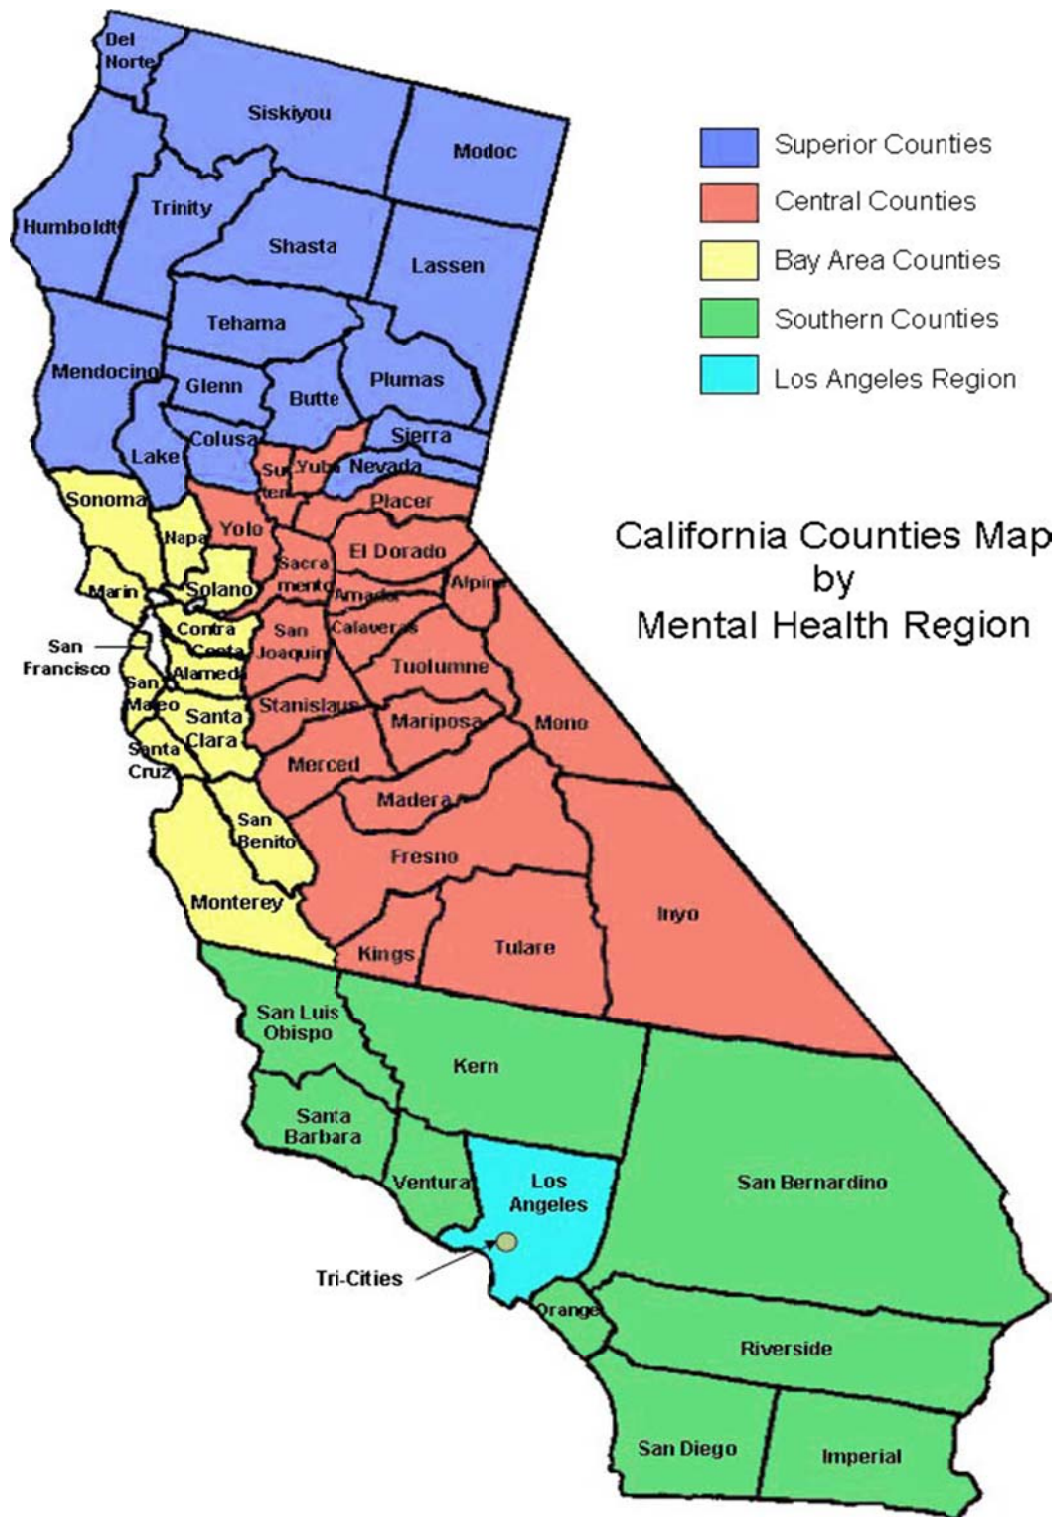 Del
Norte
Siskiyou
Modoc
Humboldt
Trinity
Shasta
Lassen
Tehama
Mendocino
Glenn
Butte
Plumas
Lake
Colusa
Sierra
Nevada
Su
tter
Yuba
Placer
Sonoma
Napa
Yolo
El Dorado
Sacra
mento
Alpine
Amador
Marin
Solano
Contra
Costa
San
Joaquin
Calaveras
Tuolumne
San
Francisco
Alameda
San
Mateo
Santa
Clara
Stanislaus
Mariposa
Mono
Santa
Cruz
Merced
Madera
San
Benito
Fresno
Monterey
Kings
Tulare
Inyo
San Luis
Obispo
Kern
Santa
Barbara
Ventura
Los
Angeles
San Bernardino
Tri-Cities
Orange
Riverside
San Diego
Imperial
Superior Counties
Central Counties
Bay Area Counties
Southern Counties
Los Angeles Region
California Counties Map
by
Mental Health Region